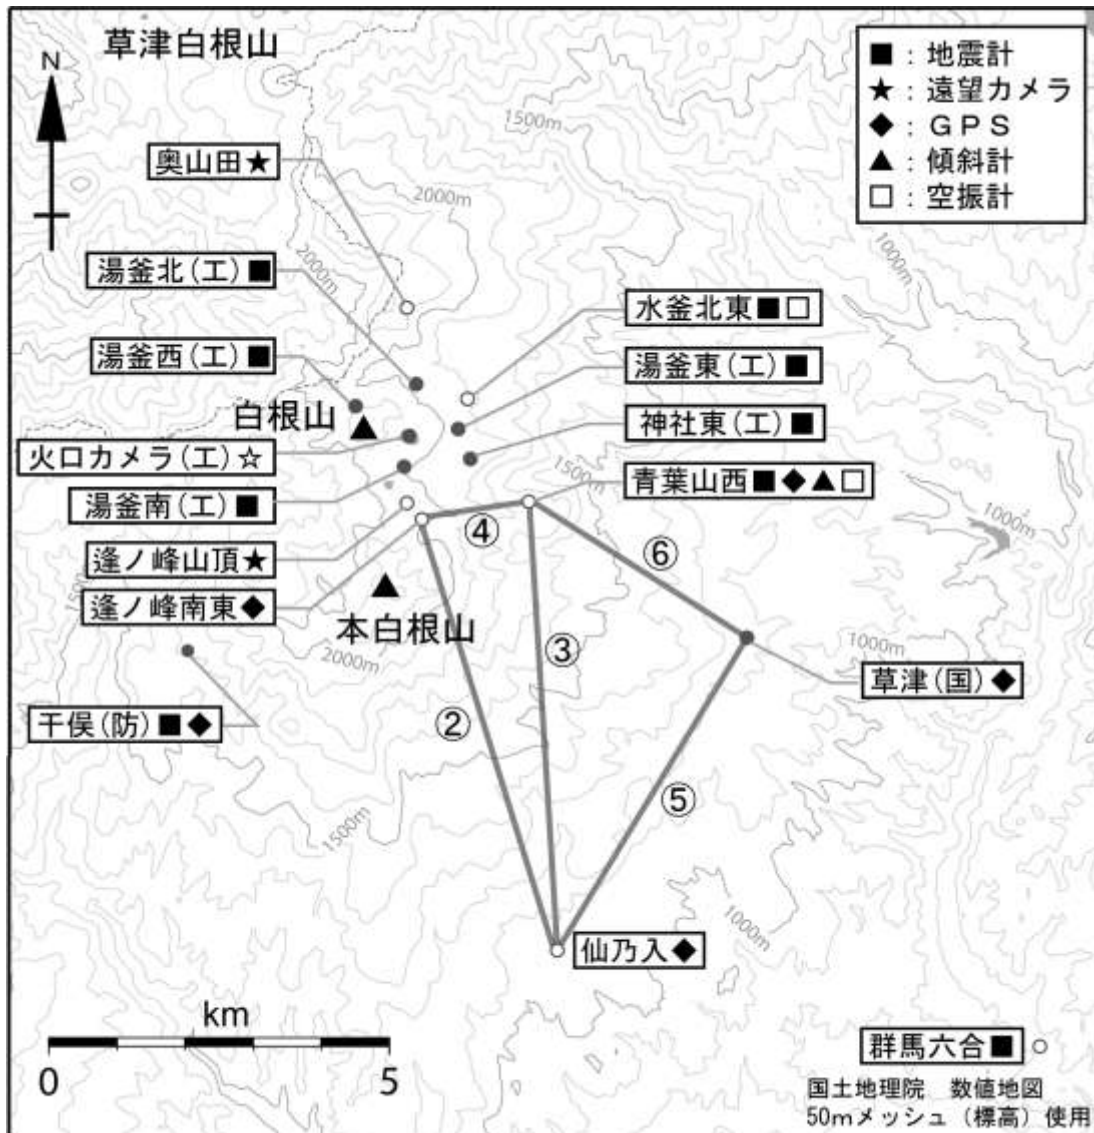 草津白根山
N
■：地震計
★：遠望カメラ
◆：ＧＰＳ
▲：傾斜計
□：空振計
1500m
奥山田★
2000m
2000m
1000m
湯釜北(工)■
水釜北東■□
湯釜西(工)■
湯釜東(工)■
白根山
神社東(工)■
火口カメラ(工)☆
1500m
青葉山西■◆▲□
湯釜南(工)■
1000m
④
⑥
逢ノ峰山頂★
逢ノ峰南東◆
本白根山
2000m
③
1000m
草津(国)◆
干俣(防)■◆
②
⑤
1500m
1000m
仙乃入◆
km
0 5
群馬六合■
国土地理院　数値地図
50mメッシュ（標高）使用